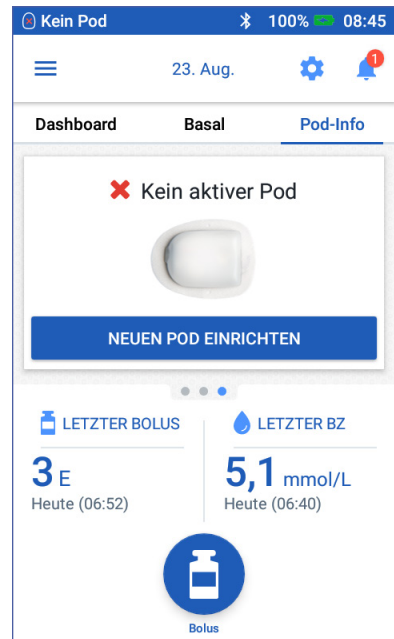 Kein Pod 100% 08:45
23. Aug. 1
Dashboard Basal Pod-Info
Kein aktiver Pod
NEUEN POD EINRICHTEN
LETZTER BOLUS LETZTER BZ
3 E 5,1 mmol/L
Heute (06:52) Heute (06:40)
Bolus